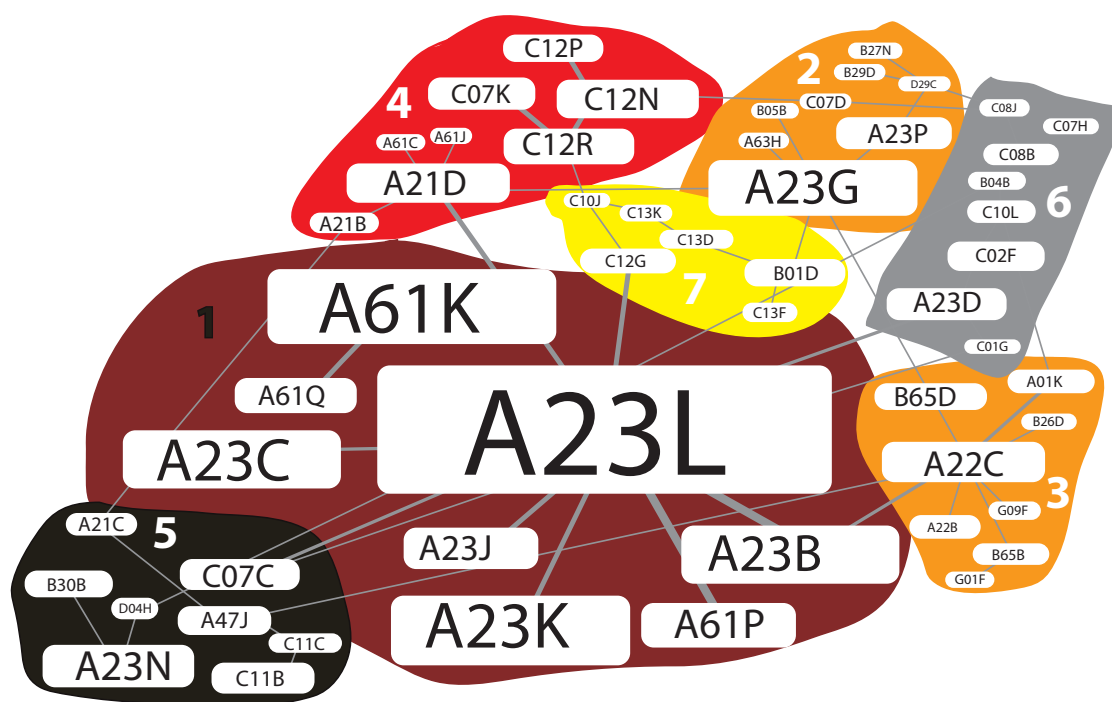 C12P
B27N
2
B29D
D29C
C07K
4
C12N
C07D
C08J
B05B
C07H
A61C
A61J
C12R
A63H
A23P
C08B
A21D
A23G
B04B
C10J
C13K
C10L
6
A21B
C13D
C12G
B01D
C02F
7
1
A61K
C13F
A23D
C01G
A61Q
A23L
B65D
A01K
B26D
A23C
A22C
3
G09F
A21C
5
A23J
A23B
A22B
B65B
C07C
G01F
B30B
D04H
A47J
A23K
A61P
C11C
A23N
C11B